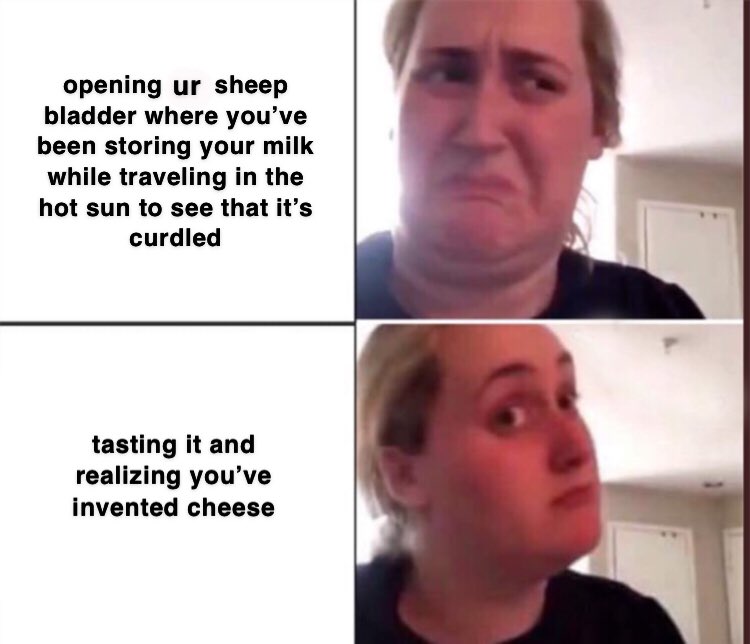 opening ur sheep
bladder where you’ve
been storing your milk
while traveling in the
hot sun to see that it’s
curdled
tasting it and
realizing you’ve
invented cheese